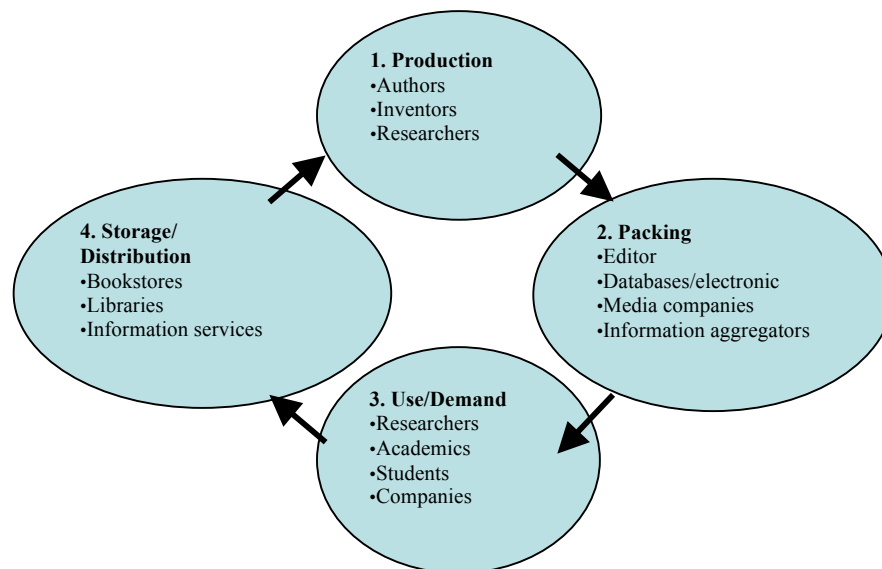 1. Production
•Authors
•Inventors
•Researchers
2. Packing
•Editor
•Databases/electronic
•Media companies
•Information aggregators
3. Use/Demand
•Researchers
•Academics
•Students
•Companies
4. Storage/
Distribution
•Bookstores
•Libraries
•Information services